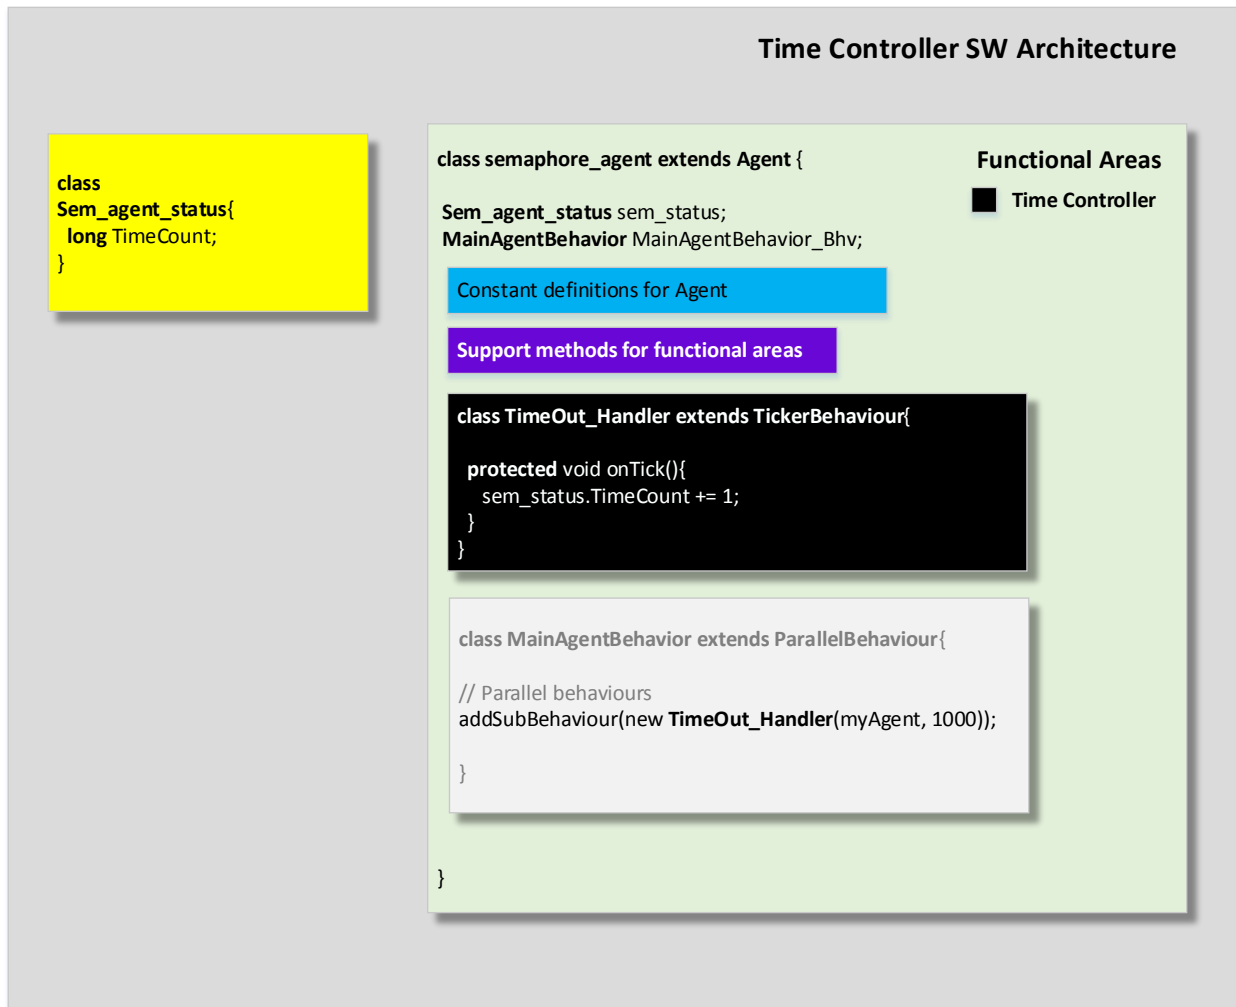 Time Controller SW Architecture
class
Sem_agent_status{
long TimeCount;
}
class semaphore_agent extends Agent {
Functional Areas
Time Controller
Sem_agent_status sem_status;
MainAgentBehavior MainAgentBehavior_Bhv;
Constant definitions for Agent
Support methods for functional areas
class TimeOut_Handler extends TickerBehaviour{
protected void onTick(){
sem_status.TimeCount += 1;
}
}
class MainAgentBehavior extends ParallelBehaviour{
// Parallel behaviours
addSubBehaviour(new TimeOut_Handler(myAgent, 1000));
}
}